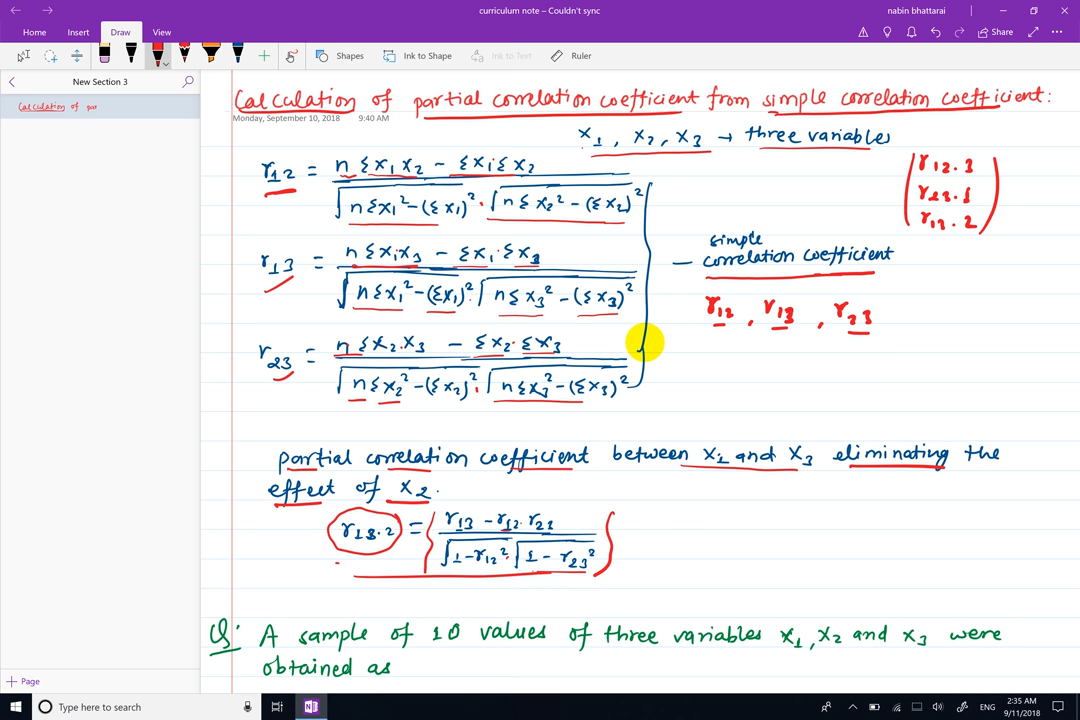 curriculum note – Couldn't sync
nabin bhattarai
Home Insert Draw View
Share
Shapes Ink to Shape Ink to Text Ruler
New Section 3
Calculation of par
Calculation of partial correlation coefficient from simple correlation coefficient:
Monday, September 10, 2018 9:40 AM
x₁, x₂, x₃ → three variables
r₁₂ = n Σx₁x₂ − Σx₁Σx₂ / √nΣx₁²−(Σx₁)² · √nΣx₂²−(Σx₂)²
(r₁₂.₃
r₂₃.₁
r₁₃.₂)
r₁₃ = nΣx₁x₃ − Σx₁·Σx₃ / √nΣx₁²−(Σx₁)² · √nΣx₃²−(Σx₃)²
simple
— correlation coefficient
r₁₂, r₁₃, r₂₃
r₂₃ = nΣx₂·x₃ − Σx₂·Σx₃ / √nΣx₂²−(Σx₂)² · √nΣx₃²−(Σx₃)²
partial correlation coefficient between x₁ and x₃ eliminating the
effect of x₂.
r₁₃.₂ = { r₁₃ − r₁₂·r₂₃ / √1−r₁₂² · √1−r₂₃² }
Q: A sample of 10 values of three variables x₁, x₂ and x₃ were
obtained as
+ Page
Type here to search
ENG
2:35 AM
9/11/2018